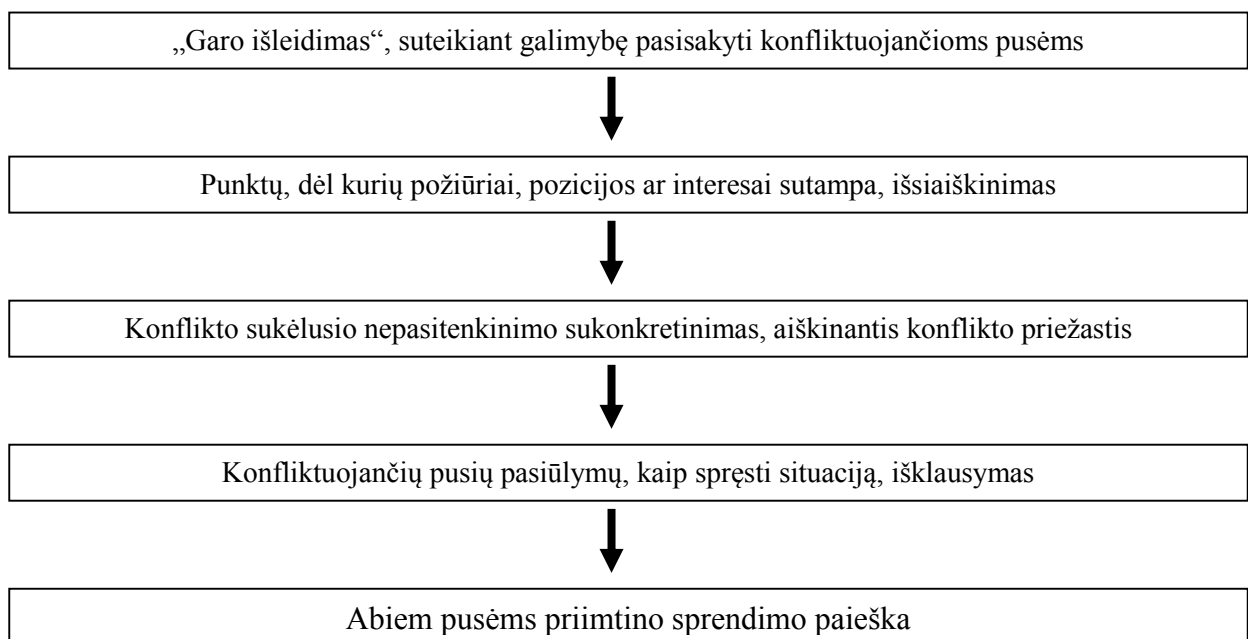 „Garo išleidimas“, suteikiant galimybę pasisakyti konfliktuojančioms pusėms
Punktų, dėl kurių požiūriai, pozicijos ar interesai sutampa, išsiaiškinimas
Konflikto sukėlusio nepasitenkinimo sukonkretinimas, aiškinantis konflikto priežastis
Konfliktuojančių pusių pasiūlymų, kaip spręsti situaciją, išklausymas
Abiem pusėms priimtino sprendimo paieška